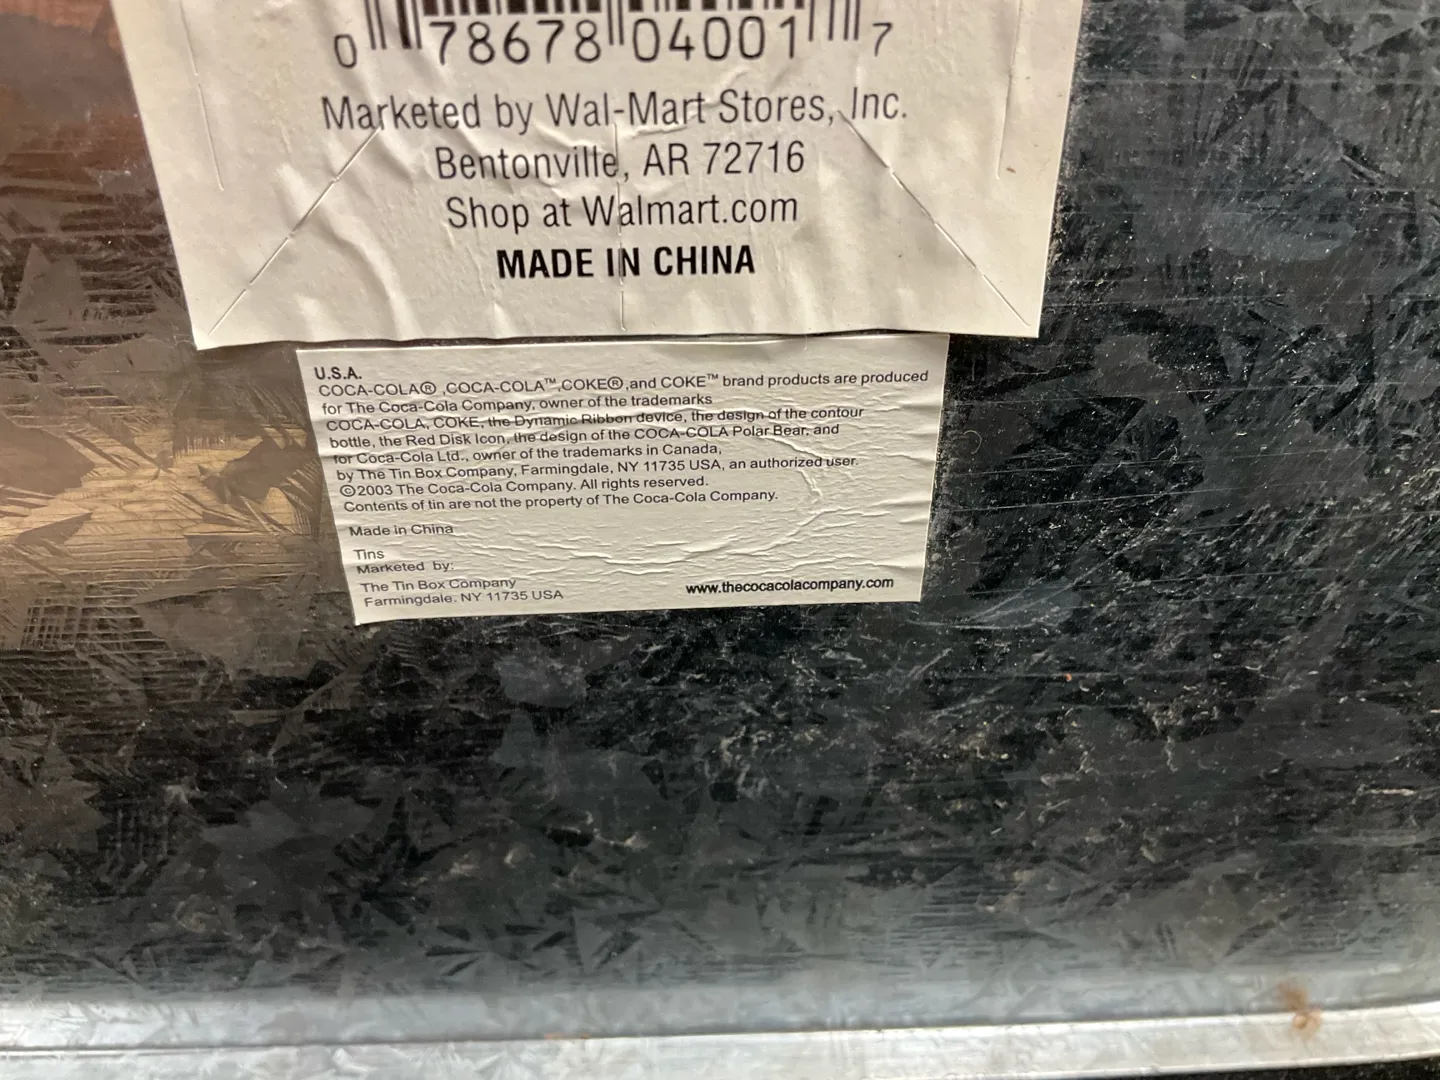 0 78678 04001 7
Marketed by Wal-Mart Stores, Inc.
Bentonville, AR 72716
Shop at Walmart.com
MADE IN CHINA
U.S.A.
COCA-COLA® ,COCA-COLA™,COKE®,and COKE™ brand products are produced
for The Coca-Cola Company, owner of the trademarks
COCA-COLA, COKE, the Dynamic Ribbon device, the design of the contour
bottle, the Red Disk Icon, the design of the COCA-COLA Polar Bear, and
for Coca-Cola Ltd., owner of the trademarks in Canada,
by The Tin Box Company, Farmingdale, NY 11735 USA, an authorized user.
©2003 The Coca-Cola Company. All rights reserved.
Contents of tin are not the property of The Coca-Cola Company.
Made in China
Tins
Marketed by:
The Tin Box Company
Farmingdale. NY 11735 USA
www.thecocacolacompany.com